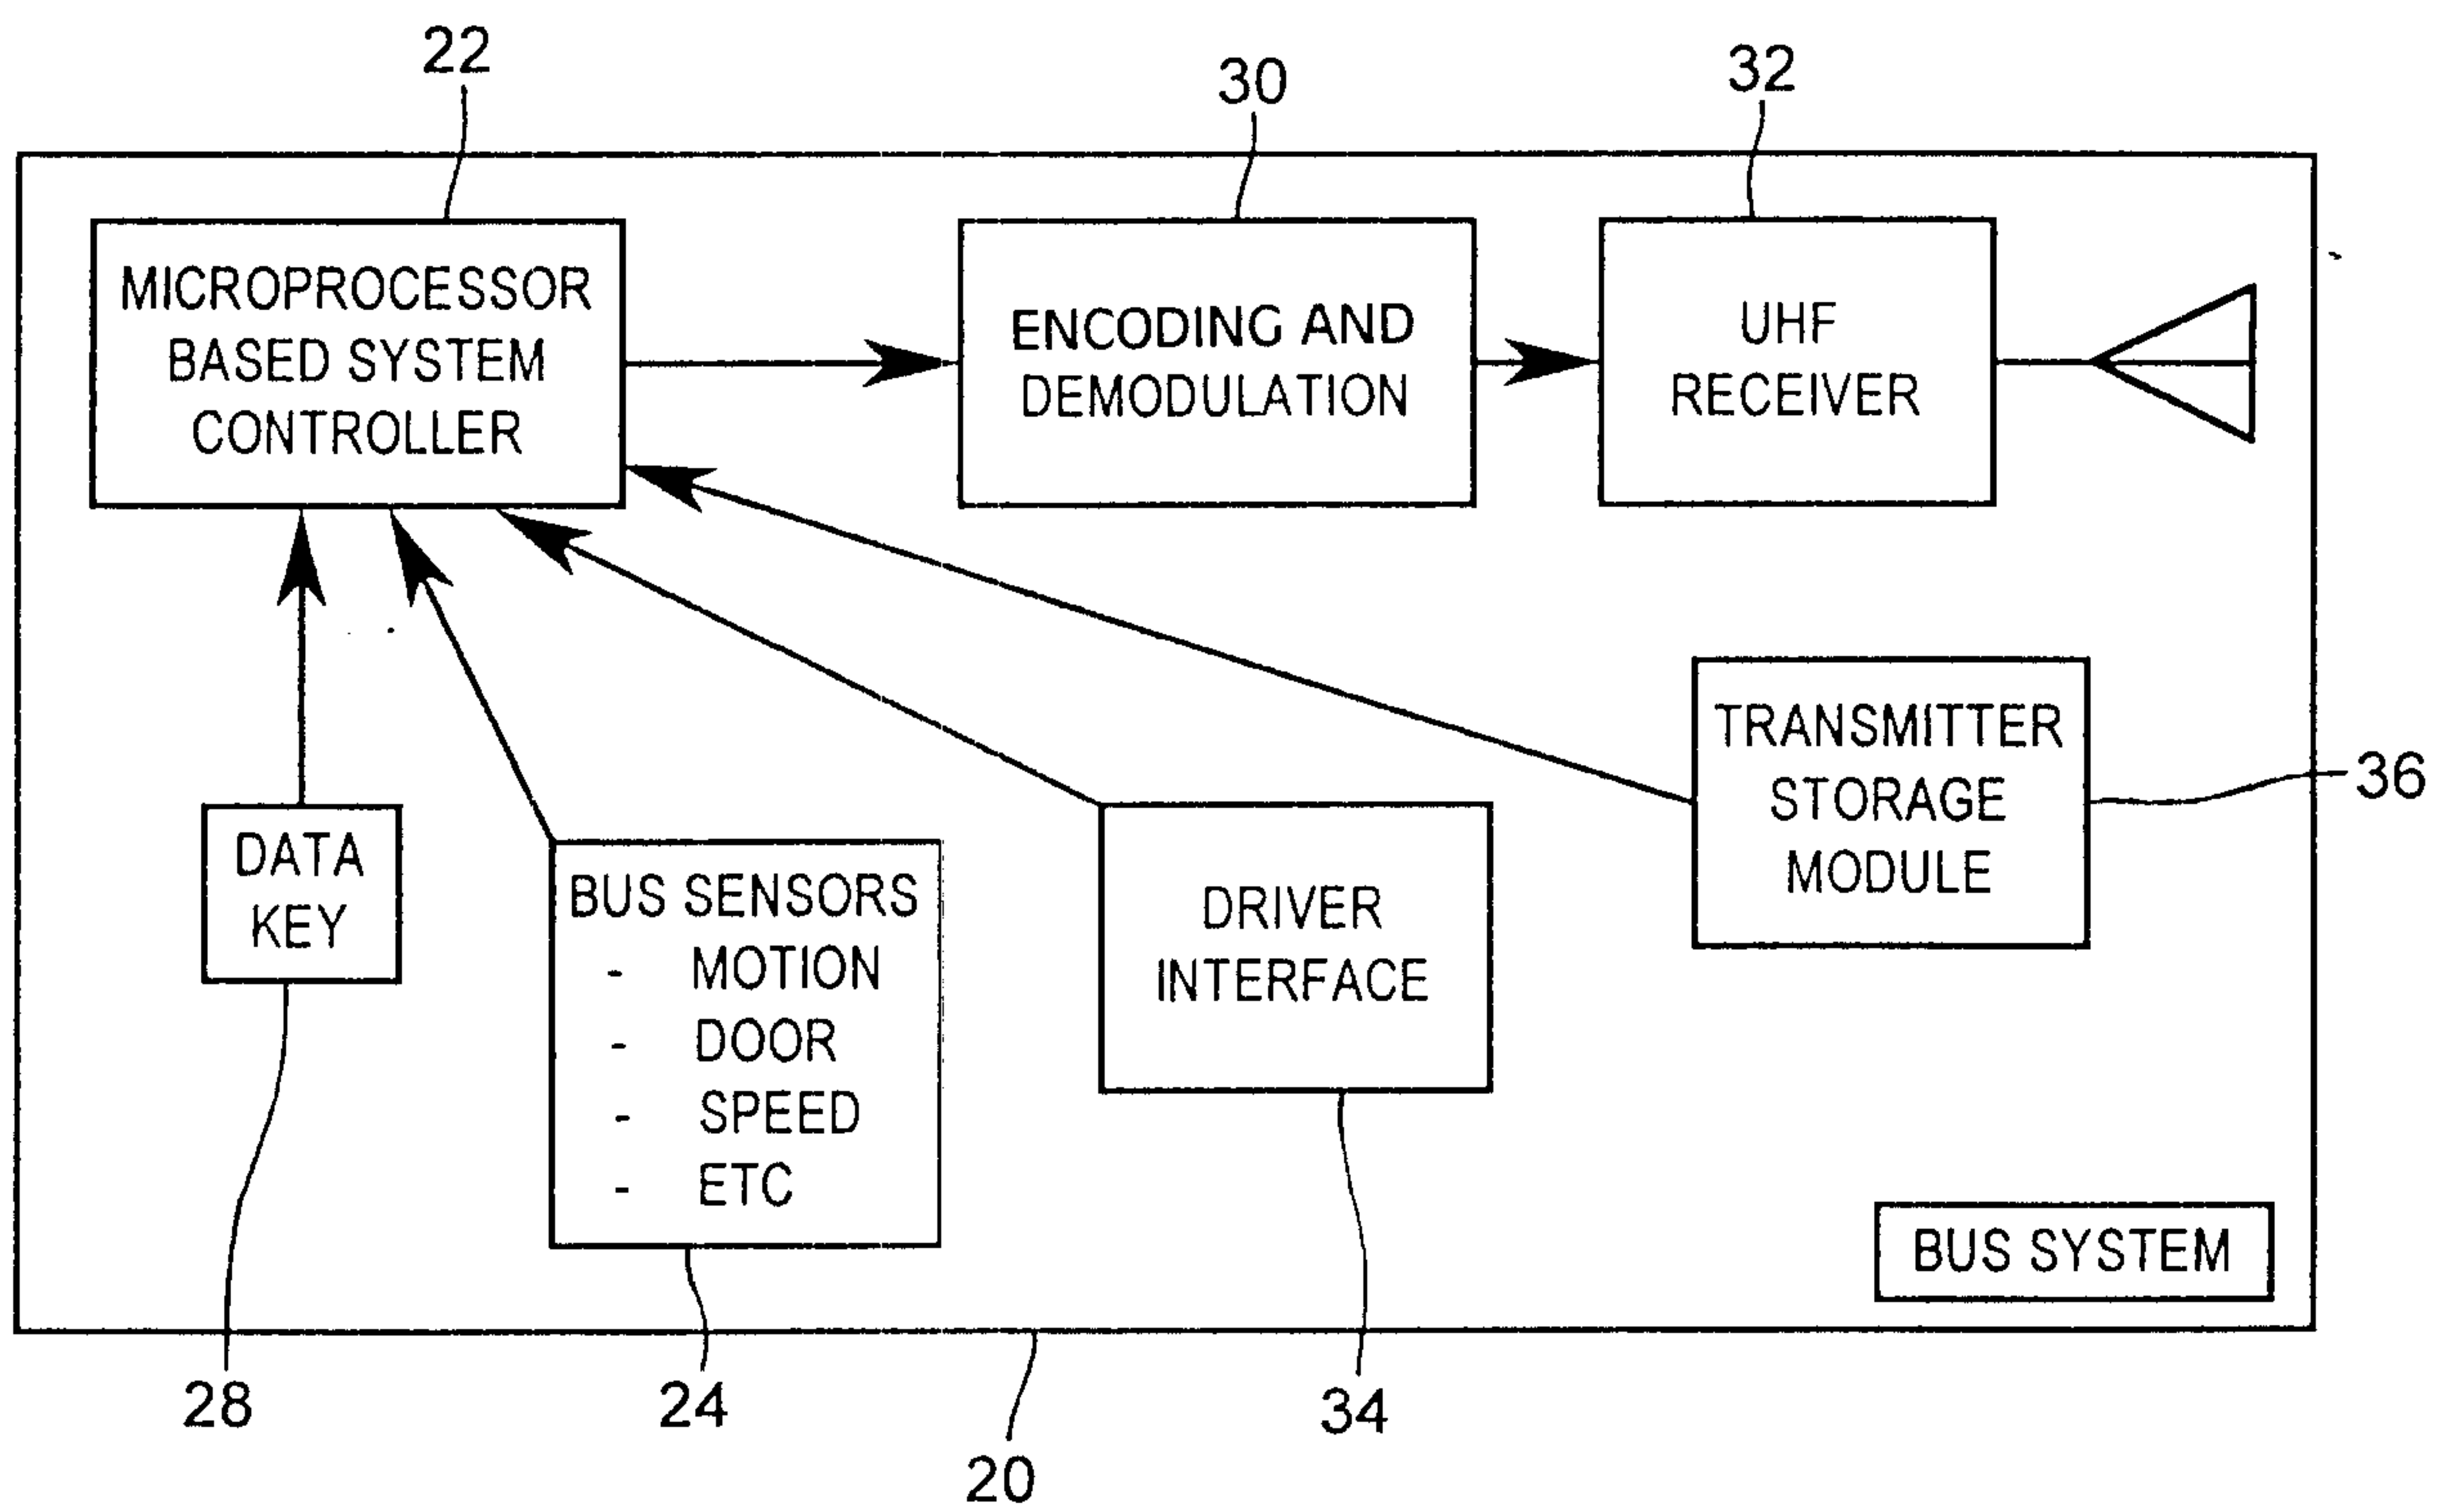 22
30
32
MICROPROCESSOR
BASED SYSTEM
CONTROLLER
ENCODING AND
DEMODULATION
UHF
RECEIVER
TRANSMITTER
STORAGE
MODULE
36
DATA
KEY
BUS SENSORS
- MOTION
- DOOR
- SPEED
- ETC
DRIVER
INTERFACE
BUS SYSTEM
28
24
34
20